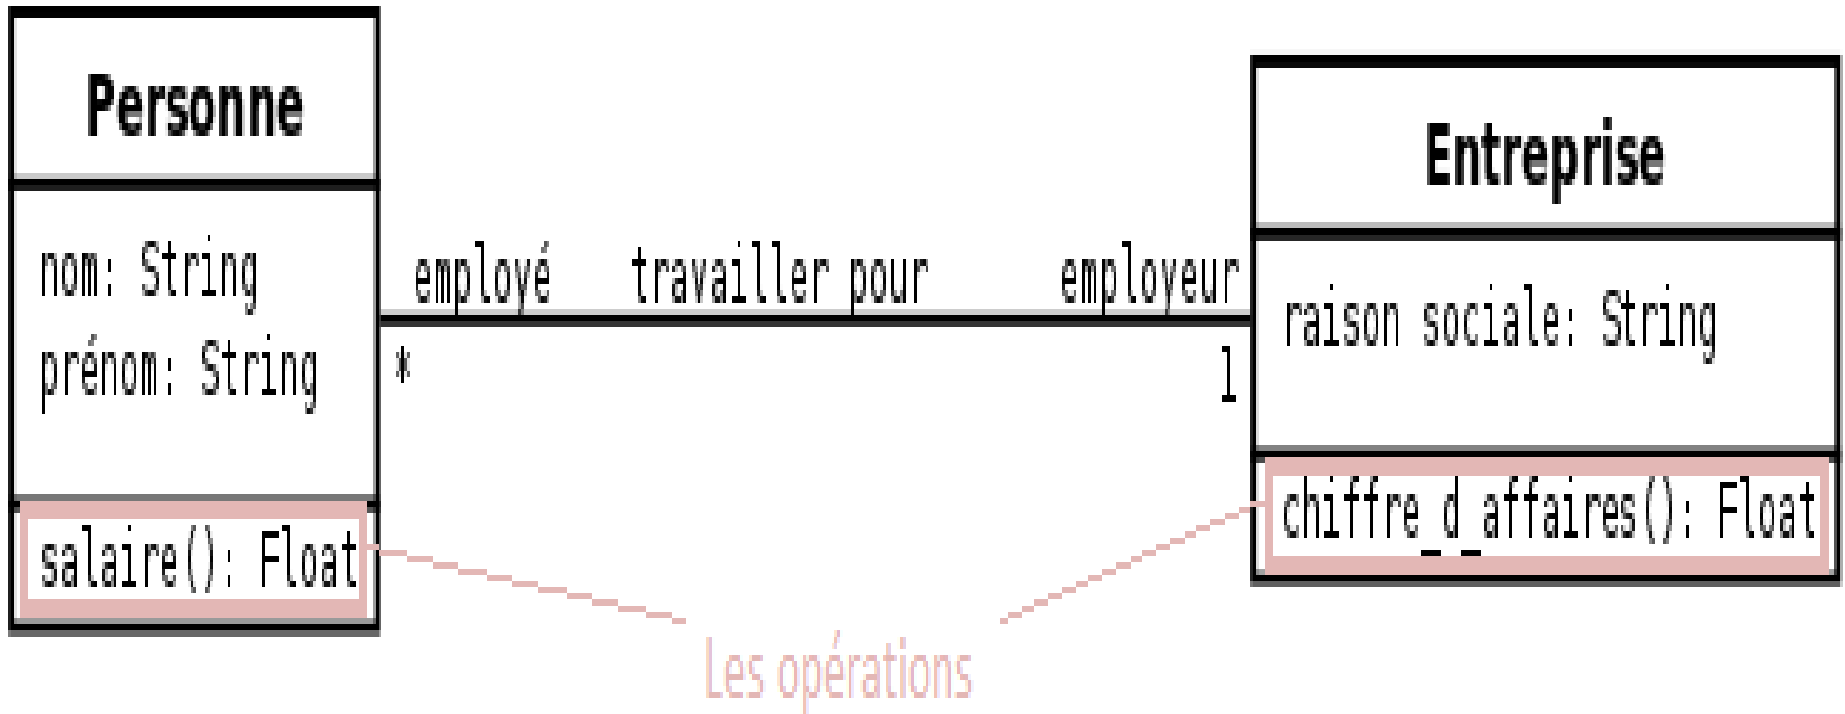 Personne
nom: String
prénom: String
salaire(): Float
employé travailler pour employeur
* 1
Entreprise
raison sociale: String
chiffre_d_affaires(): Float
Les opérations